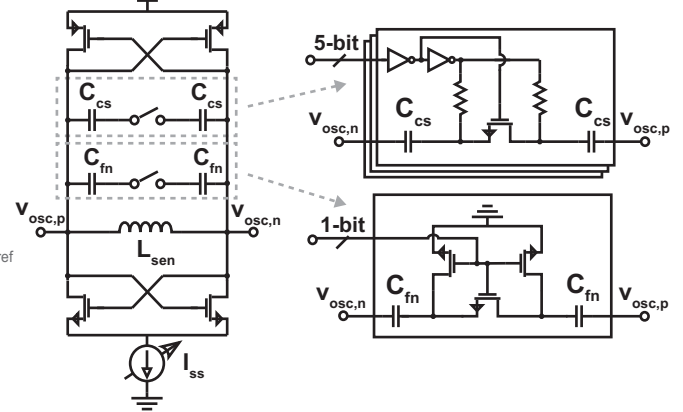 C_cs C_cs
C_fn C_fn
v_osc,p v_osc,n
L_sen
ref
I_ss
5-bit
C_cs C_cs
v_osc,n v_osc,p
1-bit
C_fn C_fn
v_osc,n v_osc,p